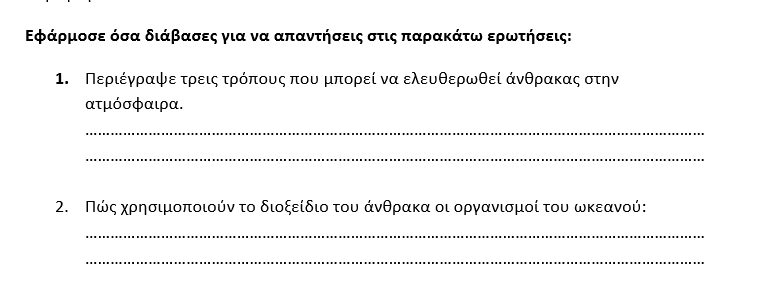 Εφάρμοσε όσα διάβασες για να απαντήσεις στις παρακάτω ερωτήσεις:
1. Περιέγραψε τρεις τρόπους που μπορεί να ελευθερωθεί άνθρακας στην
ατμόσφαιρα.
……………………………………………………………………………………………………………………………
……………………………………………………………………………………………………………………………
2. Πώς χρησιμοποιούν το διοξείδιο του άνθρακα οι οργανισμοί του ωκεανού:
……………………………………………………………………………………………………………………………
……………………………………………………………………………………………………………………………